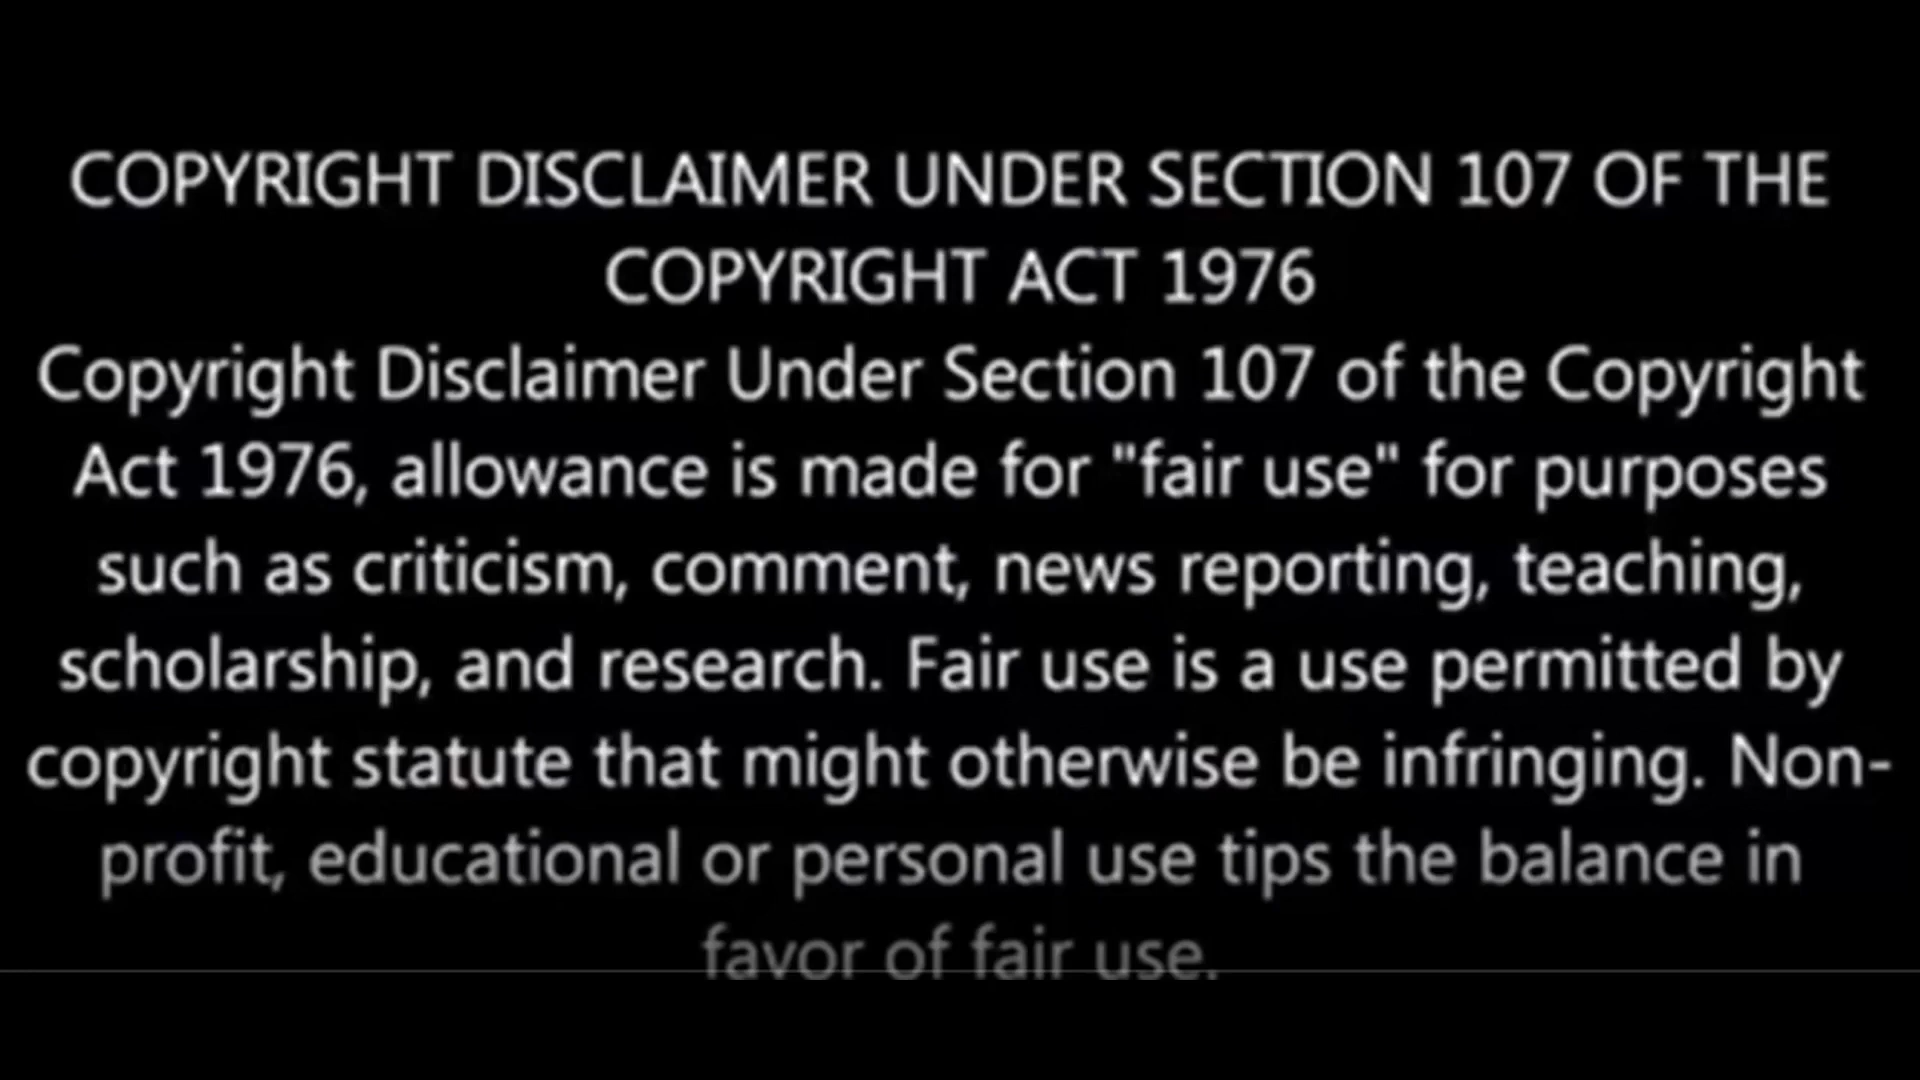 COPYRIGHT DISCLAIMER UNDER SECTION 107 OF THE
COPYRIGHT ACT 1976
Copyright Disclaimer Under Section 107 of the Copyright
Act 1976, allowance is made for "fair use" for purposes
such as criticism, comment, news reporting, teaching,
scholarship, and research. Fair use is a use permitted by
copyright statute that might otherwise be infringing. Non-
profit, educational or personal use tips the balance in
favor of fair use.